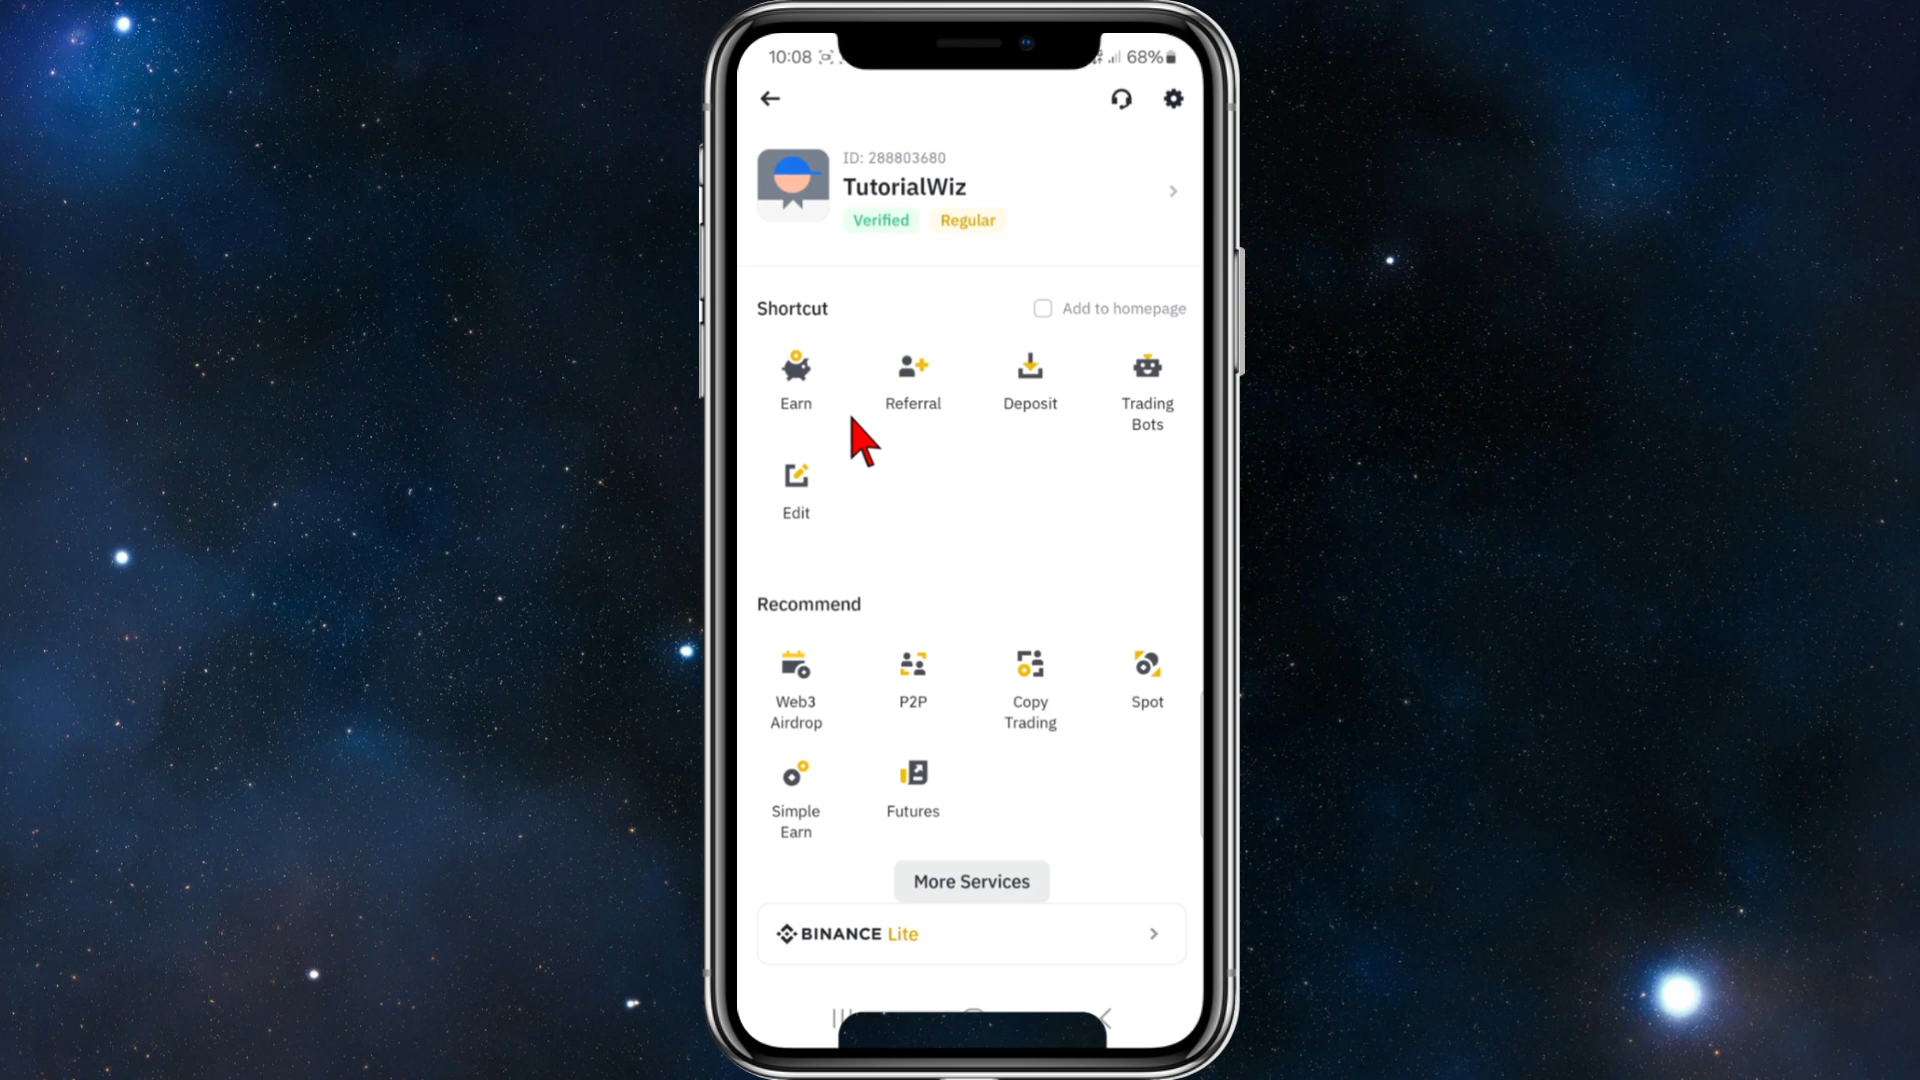 10:08
68%
ID: 288803680
TutorialWiz
Verified
Regular
Shortcut
Add to homepage
Earn
Referral
Deposit
Trading
Bots
Edit
Recommend
Web3
Airdrop
P2P
Copy
Trading
Spot
Simple
Earn
Futures
More Services
BINANCE Lite